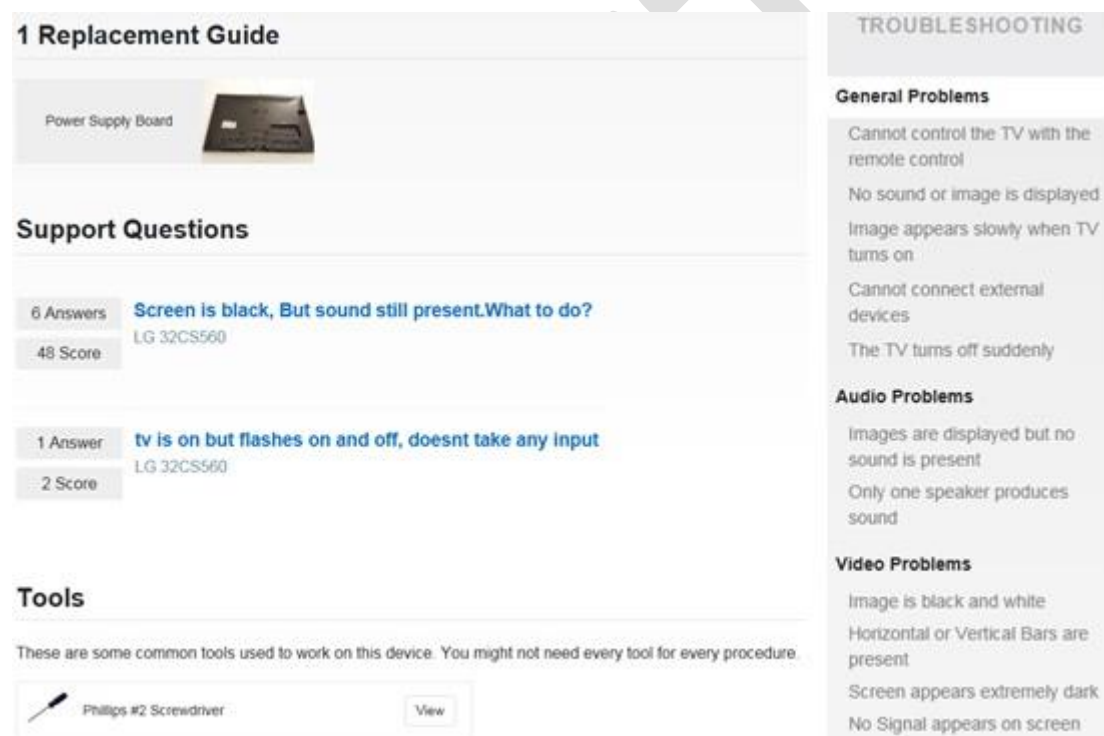 1 Replacement Guide
Power Supply Board
Support Questions
6 Answers
48 Score
Screen is black, But sound still present.What to do?
LG 32CS560
1 Answer
2 Score
tv is on but flashes on and off, doesnt take any input
LG 32CS560
Tools
These are some common tools used to work on this device. You might not need every tool for every procedure.
Phillips #2 Screwdriver
View
TROUBLESHOOTING
General Problems
Cannot control the TV with the
remote control
No sound or image is displayed
Image appears slowly when TV
turns on
Cannot connect external
devices
The TV turns off suddenly
Audio Problems
Images are displayed but no
sound is present
Only one speaker produces
sound
Video Problems
Image is black and white
Horizontal or Vertical Bars are
present
Screen appears extremely dark
No Signal appears on screen